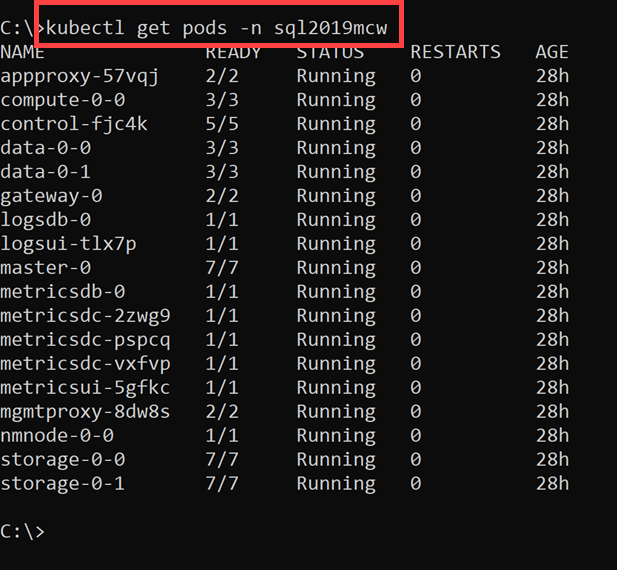 C:\>kubectl get pods -n sql2019mcw
NAME READY STATUS RESTARTS AGE
appproxy-57vqj 2/2 Running 0 28h
compute-0-0 3/3 Running 0 28h
control-fjc4k 5/5 Running 0 28h
data-0-0 3/3 Running 0 28h
data-0-1 3/3 Running 0 28h
gateway-0 2/2 Running 0 28h
logsdb-0 1/1 Running 0 28h
logsui-tlx7p 1/1 Running 0 28h
master-0 7/7 Running 0 28h
metricsdb-0 1/1 Running 0 28h
metricsdc-2zwg9 1/1 Running 0 28h
metricsdc-pspcq 1/1 Running 0 28h
metricsdc-vxfvp 1/1 Running 0 28h
metricsui-5gfkc 1/1 Running 0 28h
mgmtproxy-8dw8s 2/2 Running 0 28h
nmnode-0-0 1/1 Running 0 28h
storage-0-0 7/7 Running 0 28h
storage-0-1 7/7 Running 0 28h
C:\>